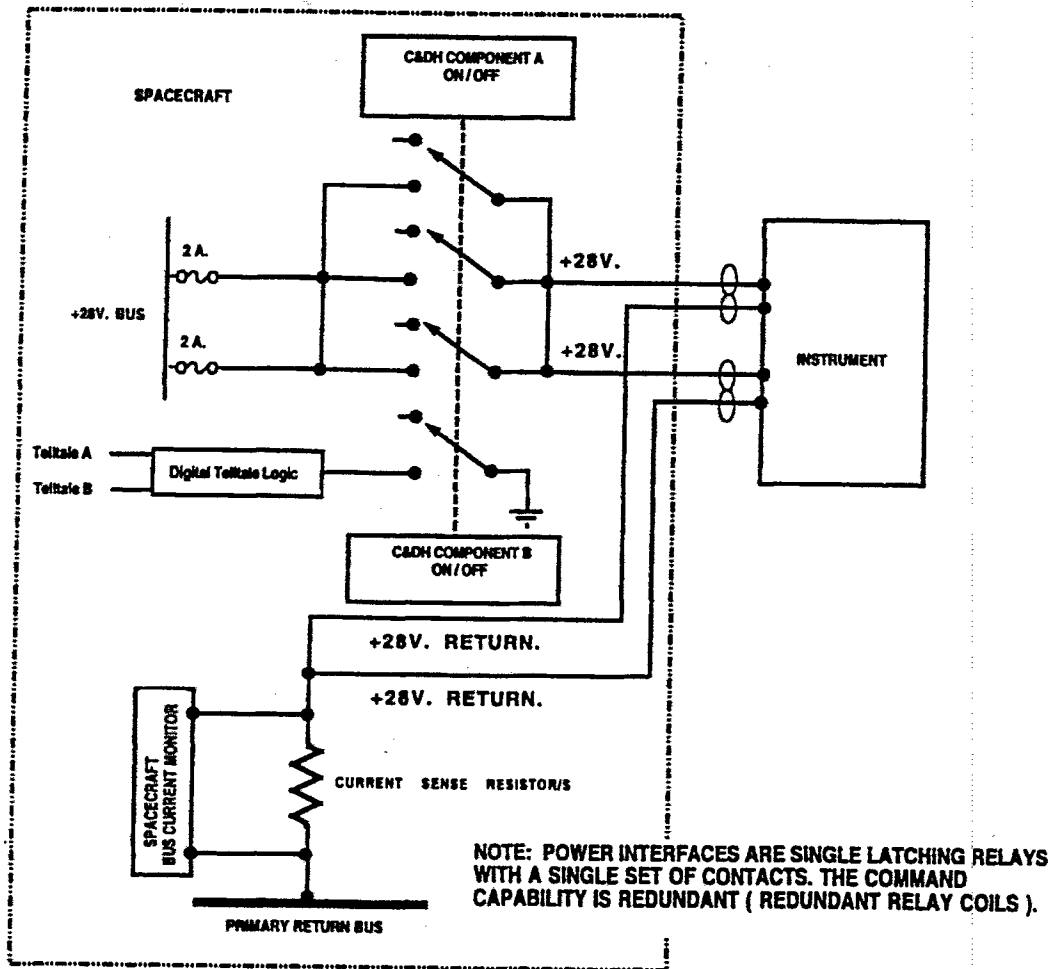 C&DH COMPONENT A
ON / OFF
SPACECRAFT
2 A.
+28V. BUS
2 A.
+28V.
+28V.
INSTRUMENT
Telltale A
Telltale B
Digital Telltale Logic
C&DH COMPONENT B
ON / OFF
+28V. RETURN.
+28V. RETURN.
SPACECRAFT
BUS CURRENT MONITOR
CURRENT SENSE RESISTOR/S
PRIMARY RETURN BUS
NOTE: POWER INTERFACES ARE SINGLE LATCHING RELAYS
WITH A SINGLE SET OF CONTACTS. THE COMMAND
CAPABILITY IS REDUNDANT ( REDUNDANT RELAY COILS ).